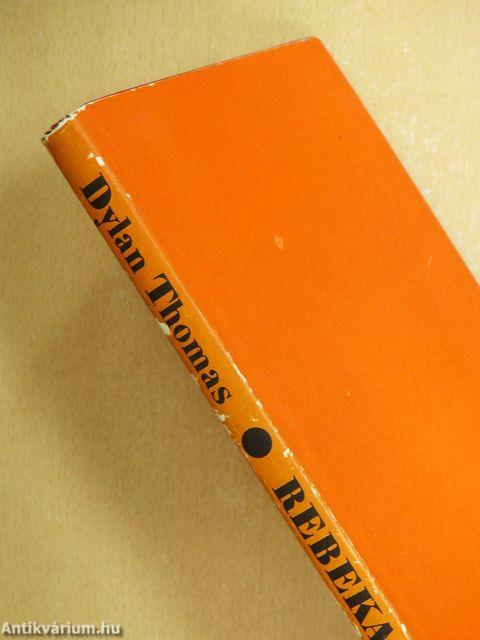 Dylan Thomas ● REBEKA
Antikvárium.hu